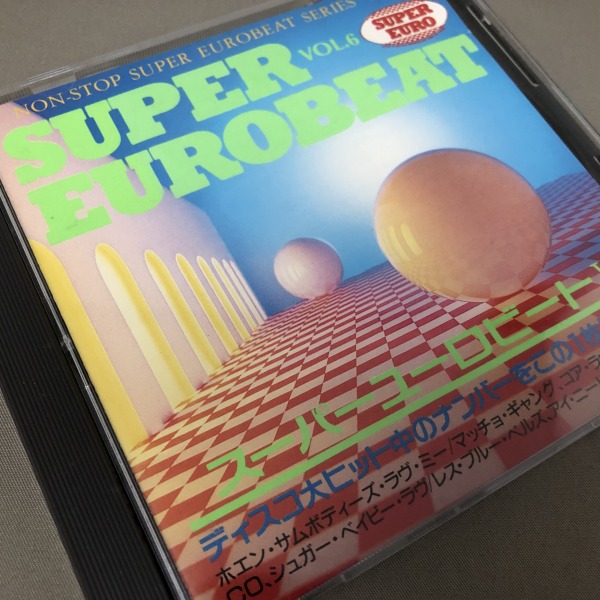 NON-STOP SUPER EUROBEAT SERIES
SUPER
EURO
SUPER VOL.6
EUROBEAT
スーパーユーロビート
ディスコ大ヒット中のナンバーをこの1枚
ホエン・サムボディーズ・ラヴ・ミー/マッチョ・ギャング、コア・
CO、シュガー・ベイビー・ラヴ/レス・ブルー・ベルズ、アイ・ニード